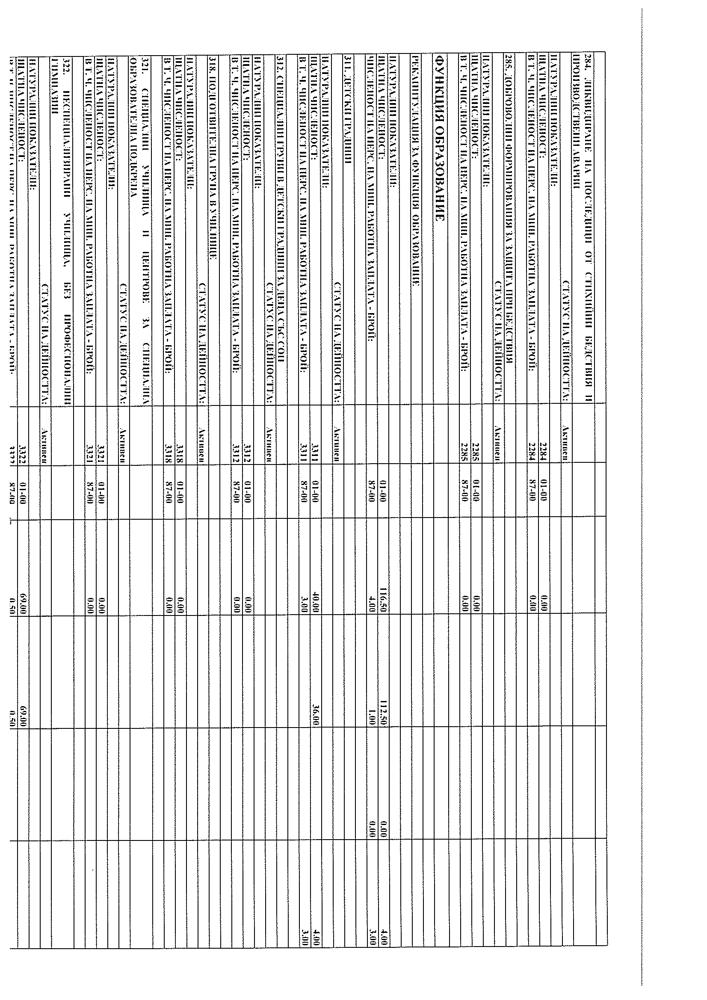 284. ЛИКВИДИРАНЕ НА ПОСЛЕДИЦИ ОТ СТИХИЙНИ БЕДСТВИЯ И
ПРОИЗВОДСТВЕНИ АВАРИИ
СТАТУС НА ДЕЙНОСТТА: Активен
НАТУРАЛНИ ПОКАЗАТЕЛИ:
ЩАТНА ЧИСЛЕНОСТ: 2284 01-00 0.00
В Т. Ч. ЧИСЛЕНОСТ НА ПЕРС. НА МИН. РАБОТНА ЗАПЛАТА - БРОЙ: 2284 87-00 0.00
285. ДОБРОВОЛНИ ФОРМИРОВАНИЯ ЗА ЗАЩИТА ПРИ БЕДСТВИЯ
СТАТУС НА ДЕЙНОСТТА: Активен
НАТУРАЛНИ ПОКАЗАТЕЛИ:
ЩАТНА ЧИСЛЕНОСТ: 2285 01-00 0.00
В Т. Ч. ЧИСЛЕНОСТ НА ПЕРС. НА МИН. РАБОТНА ЗАПЛАТА - БРОЙ: 2285 87-00 0.00
ФУНКЦИЯ ОБРАЗОВАНИЕ
РЕКАПИТУЛАЦИЯ ЗА ФУНКЦИЯ ОБРАЗОВАНИЕ
НАТУРАЛНИ ПОКАЗАТЕЛИ:
ЩАТНА ЧИСЛЕНОСТ: 01-00 116.50 112.50 0.00 4.00
ЧИСЛЕНОСТ НА ПЕРС. НА МИН. РАБОТНА ЗАПЛАТА - БРОЙ: 87-00 4.00 1.00 0.00 3.00
311. ДЕТСКИ ГРАДИНИ
СТАТУС НА ДЕЙНОСТТА: Активен
НАТУРАЛНИ ПОКАЗАТЕЛИ:
ЩАТНА ЧИСЛЕНОСТ: 3311 01-00 40.00 36.00 4.00
В Т. Ч. ЧИСЛЕНОСТ НА ПЕРС. НА МИН. РАБОТНА ЗАПЛАТА - БРОЙ: 3311 87-00 3.00 3.00
312. СПЕЦИАЛНИ ГРУПИ В ДЕТСКИ ГРАДИНИ ЗА ДЕЦА СЪС СОП
СТАТУС НА ДЕЙНОСТТА: Активен
НАТУРАЛНИ ПОКАЗАТЕЛИ:
ЩАТНА ЧИСЛЕНОСТ: 3312 01-00 0.00
В Т. Ч. ЧИСЛЕНОСТ НА ПЕРС. НА МИН. РАБОТНА ЗАПЛАТА - БРОЙ: 3312 87-00 0.00
318. ПОДГОТВИТЕЛНА ГРУПА В УЧИЛИЩЕ
СТАТУС НА ДЕЙНОСТТА: Активен
НАТУРАЛНИ ПОКАЗАТЕЛИ:
ЩАТНА ЧИСЛЕНОСТ: 3318 01-00 0.00
В Т. Ч. ЧИСЛЕНОСТ НА ПЕРС. НА МИН. РАБОТНА ЗАПЛАТА - БРОЙ: 3318 87-00 0.00
321. СПЕЦИАЛНИ УЧИЛИЩА И ЦЕНТРОВЕ ЗА СПЕЦИАЛНА
ОБРАЗОВАТЕЛНА ПОДКРЕПА
СТАТУС НА ДЕЙНОСТТА: Активен
НАТУРАЛНИ ПОКАЗАТЕЛИ:
ЩАТНА ЧИСЛЕНОСТ: 3321 01-00 0.00
В Т. Ч. ЧИСЛЕНОСТ НА ПЕРС. НА МИН. РАБОТНА ЗАПЛАТА - БРОЙ: 3321 87-00 0.00
322. НЕСПЕЦИАЛИЗИРАНИ УЧИЛИЩА, БЕЗ ПРОФЕСИОНАЛНИ
ГИМНАЗИИ
СТАТУС НА ДЕЙНОСТТА: Активен
НАТУРАЛНИ ПОКАЗАТЕЛИ:
ЩАТНА ЧИСЛЕНОСТ: 3322 01-00 69.00 69.00
В Т. Ч. ЧИСЛЕНОСТ НА ПЕРС. НА МИН. РАБОТНА ЗАПЛАТА - БРОЙ: 3322 87-00 0.50 0.50